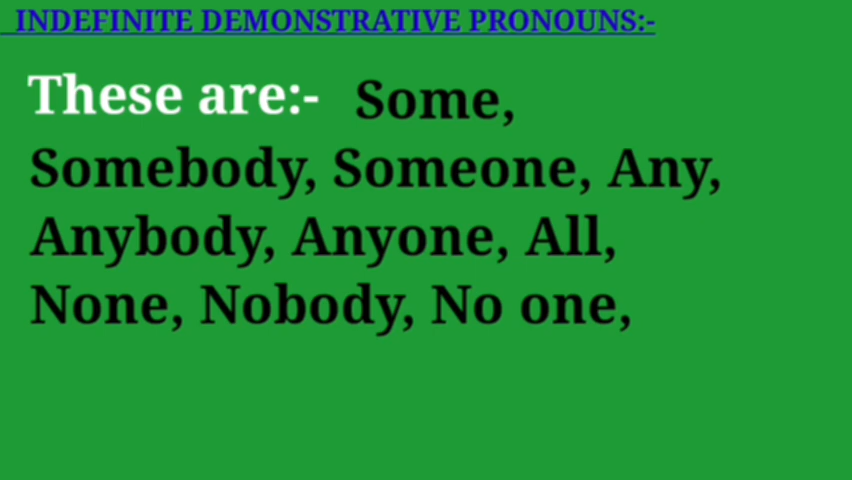 INDEFINITE DEMONSTRATIVE PRONOUNS:-
These are:- Some,
Somebody, Someone, Any,
Anybody, Anyone, All,
None, Nobody, No one,